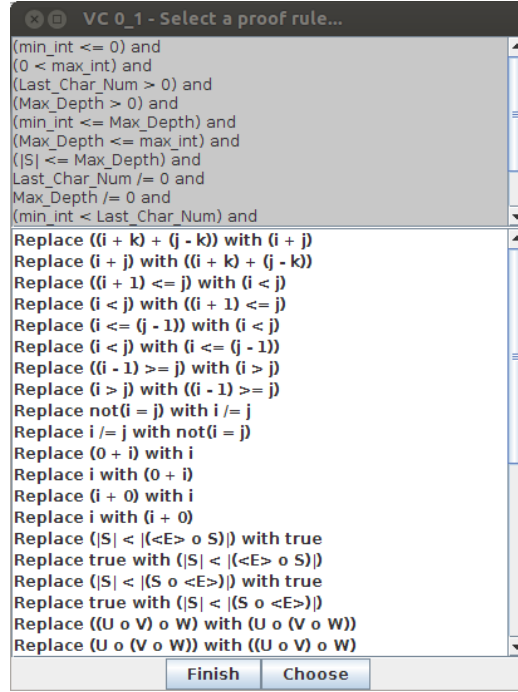 VC 0_1 - Select a proof rule...
(min_int <= 0) and
(0 < max_int) and
(Last_Char_Num > 0) and
(Max_Depth > 0) and
(min_int <= Max_Depth) and
(Max_Depth <= max_int) and
(|S| <= Max_Depth) and
Last_Char_Num /= 0 and
Max_Depth /= 0 and
(min_int < Last_Char_Num) and
Replace ((i + k) + (j - k)) with (i + j)
Replace (i + j) with ((i + k) + (j - k))
Replace ((i + 1) <= j) with (i < j)
Replace (i < j) with ((i + 1) <= j)
Replace (i <= (j - 1)) with (i < j)
Replace (i < j) with (i <= (j - 1))
Replace ((i - 1) >= j) with (i > j)
Replace (i > j) with ((i - 1) >= j)
Replace not(i = j) with i /= j
Replace i /= j with not(i = j)
Replace (0 + i) with i
Replace i with (0 + i)
Replace (i + 0) with i
Replace i with (i + 0)
Replace (|S| < |(<E> o S)|) with true
Replace true with (|S| < |(<E> o S)|)
Replace (|S| < |(S o <E>)|) with true
Replace true with (|S| < |(S o <E>)|)
Replace ((U o V) o W) with (U o (V o W))
Replace (U o (V o W)) with ((U o V) o W)
Finish Choose